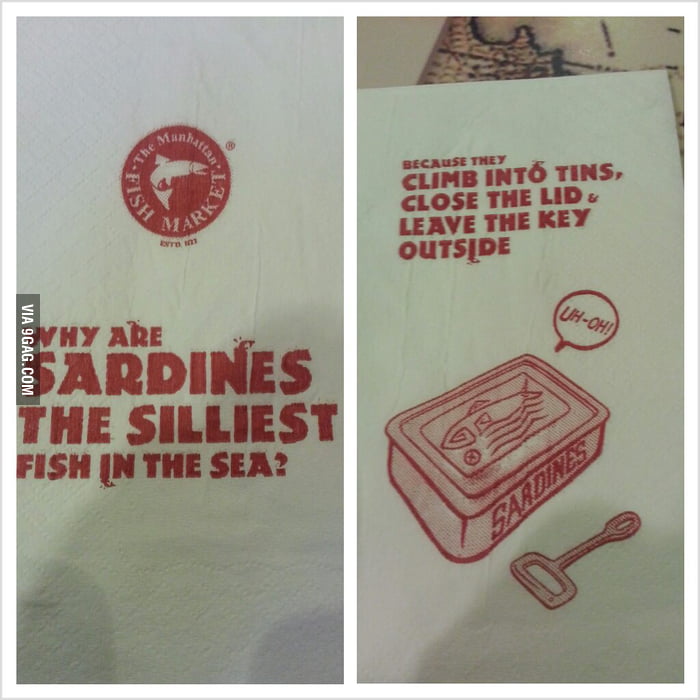 The Manhattan
FISH MARKET
®
WHY ARE
SARDINES
THE SILLIEST
FISH IN THE SEA?
VIA 9GAG.COM
BECAUSE THEY
CLIMB INTO TINS,
CLOSE THE LID &
LEAVE THE KEY
OUTSIDE
UH-OH!
SARDINES